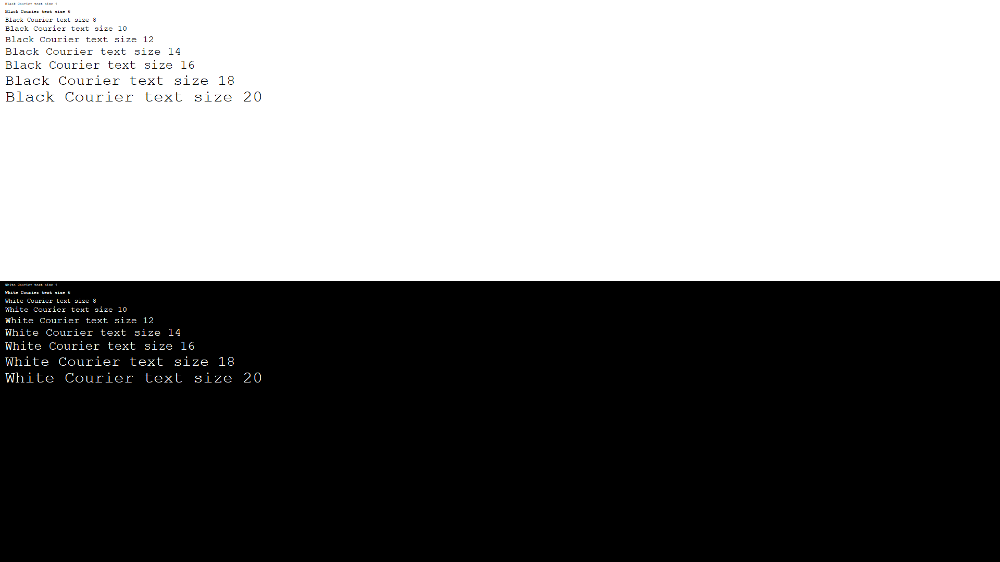 Black Courier text size 4
Black Courier text size 6
Black Courier text size 8
Black Courier text size 10
Black Courier text size 12
Black Courier text size 14
Black Courier text size 16
Black Courier text size 18
Black Courier text size 20
White Courier text size 4
White Courier text size 6
White Courier text size 8
White Courier text size 10
White Courier text size 12
White Courier text size 14
White Courier text size 16
White Courier text size 18
White Courier text size 20